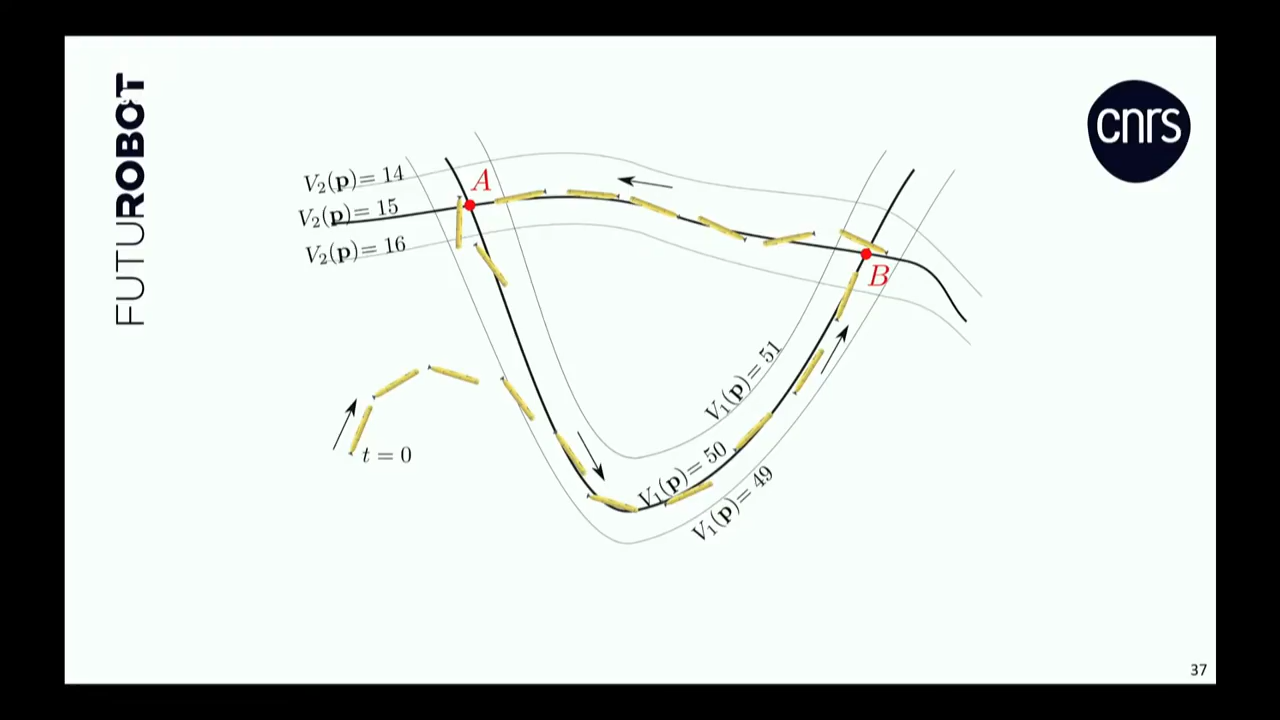 FUTUROBOT
cnrs
V₂(p)= 14
V₂(p)= 15
V₂(p)= 16
A
B
t = 0
V₁(p)= 51
V₁(p)= 50
V₁(p)= 49
37